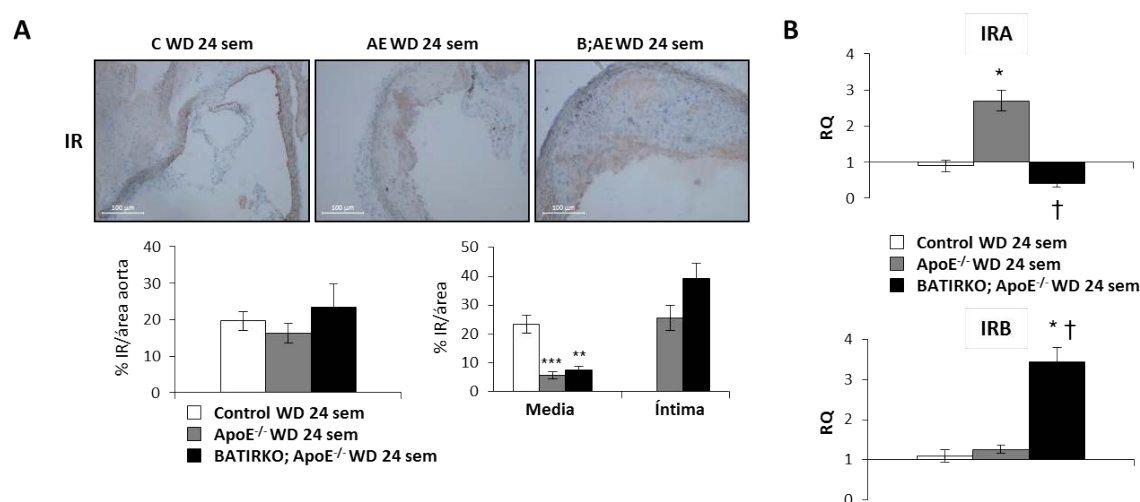 A
C WD 24 sem
AE WD 24 sem
B;AE WD 24 sem
IR
100 µm
100 µm
100 µm
% IR/área aorta
40
30
20
10
0
Control WD 24 sem
ApoE-/- WD 24 sem
BATIRKO; ApoE-/- WD 24 sem
% IR/área
50
40
30
20
10
0
***
**
Media
Íntima
B
IRA
RQ
4
3
2
1
0
*
†
Control WD 24 sem
ApoE-/- WD 24 sem
BATIRKO; ApoE-/- WD 24 sem
IRB
RQ
4
3
2
1
* †